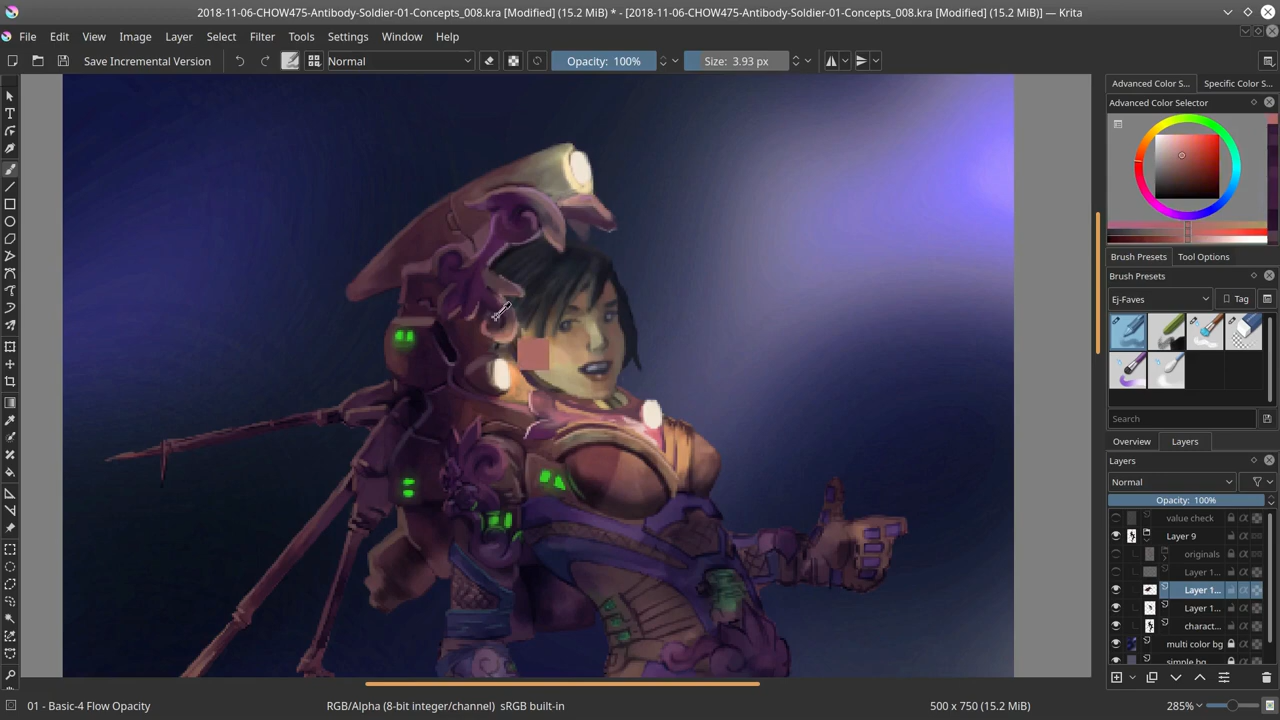 2018-11-06-CHOW475-Antibody-Soldier-01-Concepts_008.kra [Modified] (15.2 MiB) * - [2018-11-06-CHOW475-Antibody-Soldier-01-Concepts_008.kra [Modified] (15.2 MiB)] — Krita
File Edit View Image Layer Select Filter Tools Settings Window Help
Save Incremental Version Normal Opacity: 100% Size: 3.93 px
Advanced Color S... Specific Color S...
Advanced Color Selector
Brush Presets Tool Options
Brush Presets
Ej-Faves Tag
Search
Overview Layers
Layers
Normal
Opacity: 100%
value check
Layer 9
originals
Layer 1...
Layer 1...
Layer 1...
charact...
multi color bg
simple bg
01 - Basic-4 Flow Opacity RGB/Alpha (8-bit integer/channel) sRGB built-in 500 x 750 (15.2 MiB) 285%